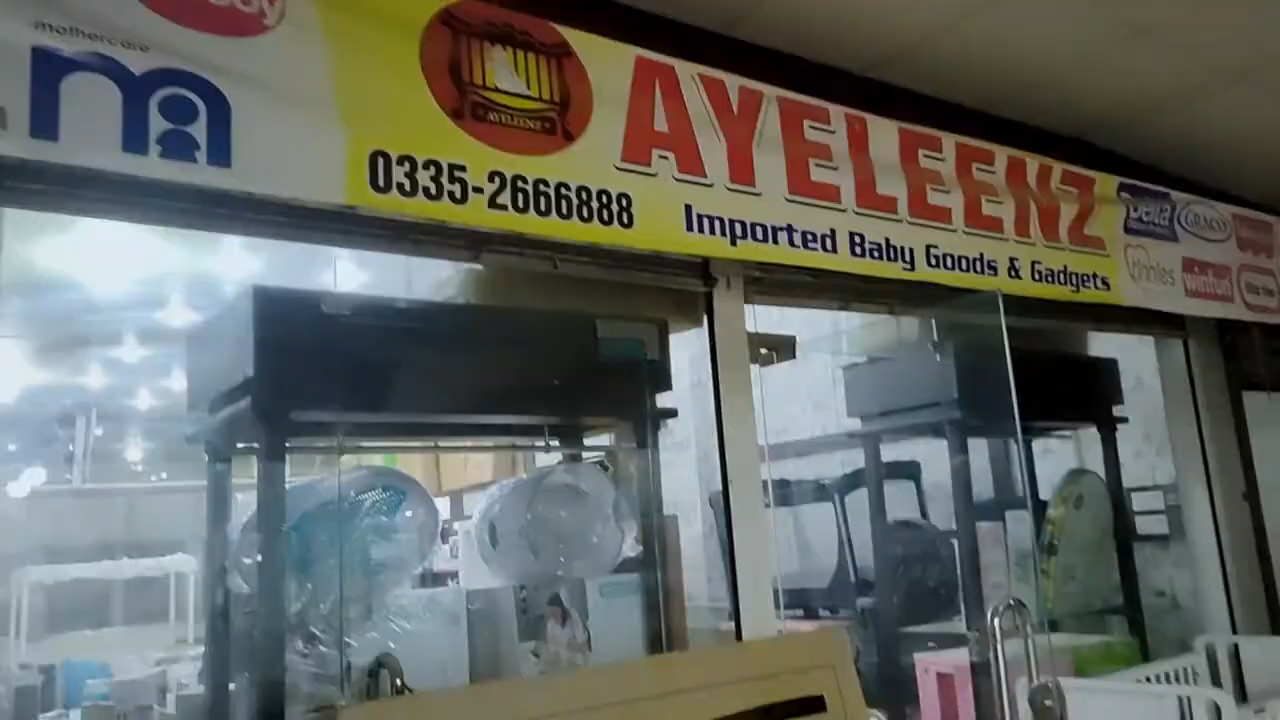 mothercare
AYELEENZ
0335-2666888
AYELEENZ
Imported Baby Goods & Gadgets
GRACO
winfun